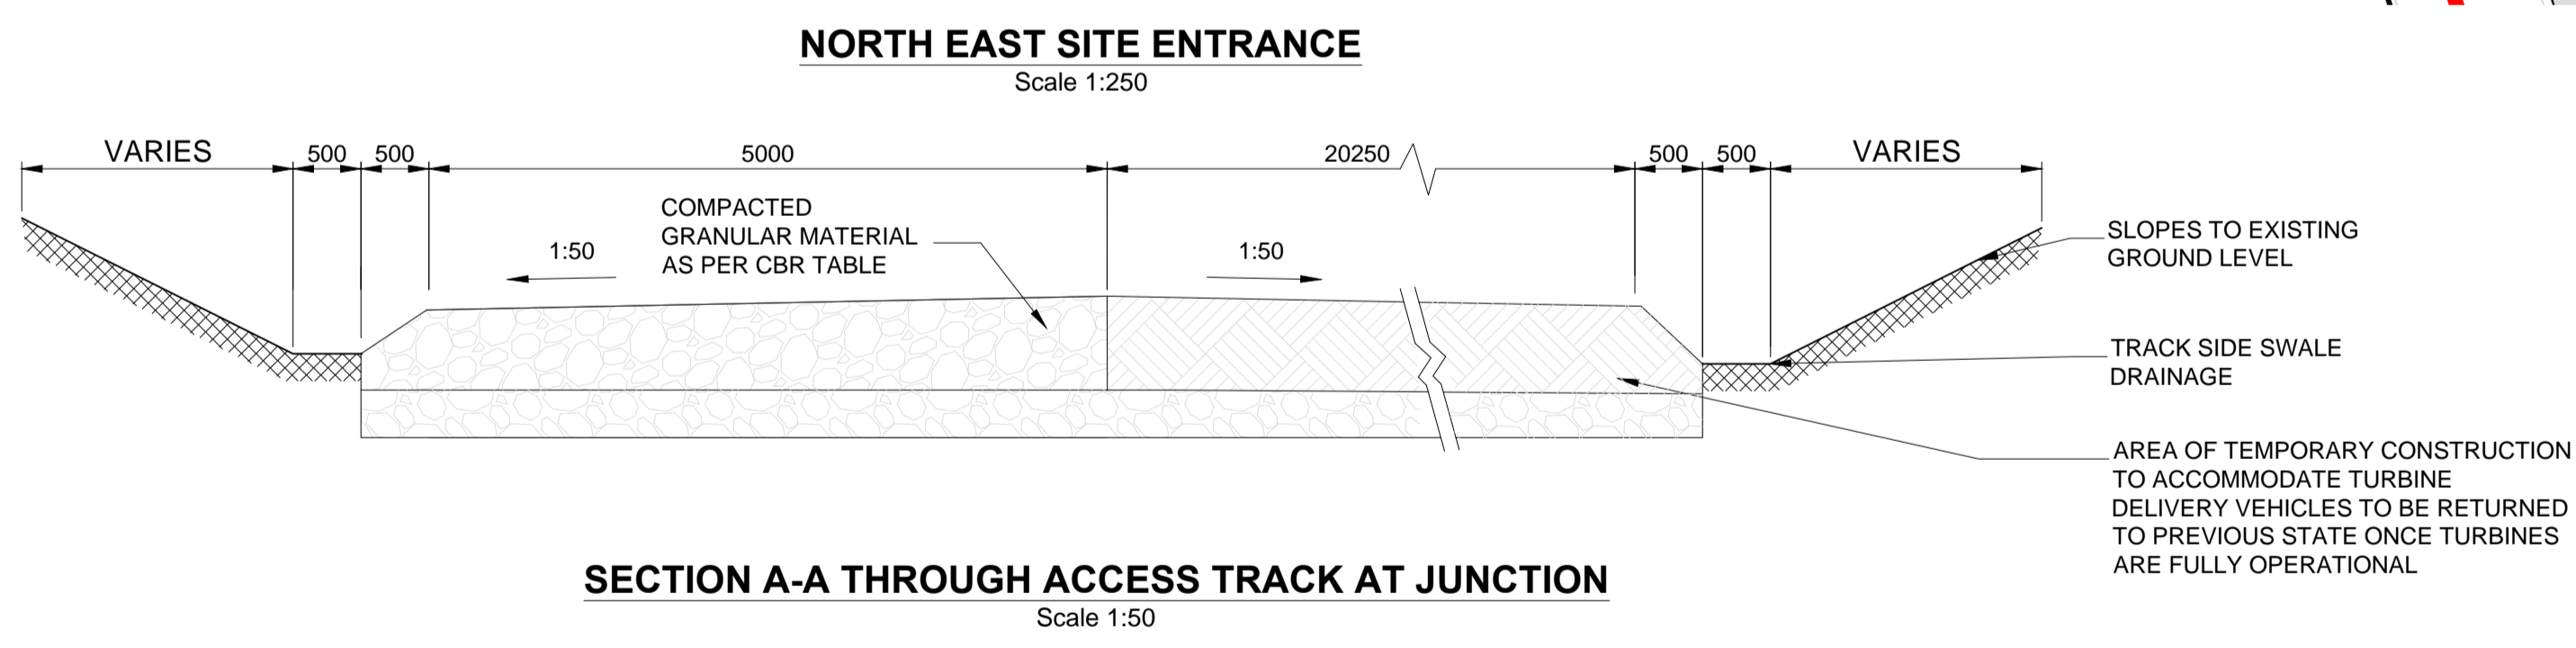 NORTH EAST SITE ENTRANCE
Scale 1:250
VARIES 500 500 5000 20250 500 500 VARIES
COMPACTED
GRANULAR MATERIAL
AS PER CBR TABLE
1:50
1:50
SLOPES TO EXISTING
GROUND LEVEL
TRACK SIDE SWALE
DRAINAGE
AREA OF TEMPORARY CONSTRUCTION
TO ACCOMMODATE TURBINE
DELIVERY VEHICLES TO BE RETURNED
TO PREVIOUS STATE ONCE TURBINES
ARE FULLY OPERATIONAL
SECTION A-A THROUGH ACCESS TRACK AT JUNCTION
Scale 1:50